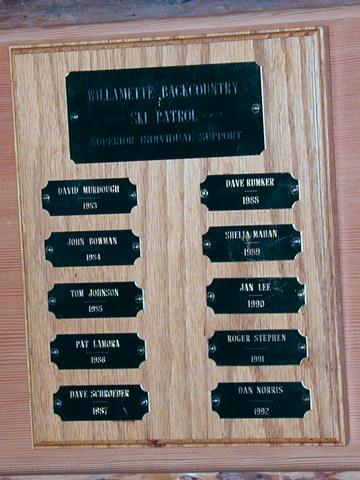 WILLAMETTE BACKCOUNTRY
SKI PATROL
SUPERIOR INDIVIDUAL SUPPORT
DAVID MURDOUGH
1983
JOHN BOWMAN
1984
TOM JOHNSON
1985
PAT LAMORA
1986
DAVE SCHROEDER
1987
DAVE RUMKER
1988
SHELIA MAHAN
1989
JAN LEE
1990
ROGER STEPHEN
1991
DAN NORRIS
1992